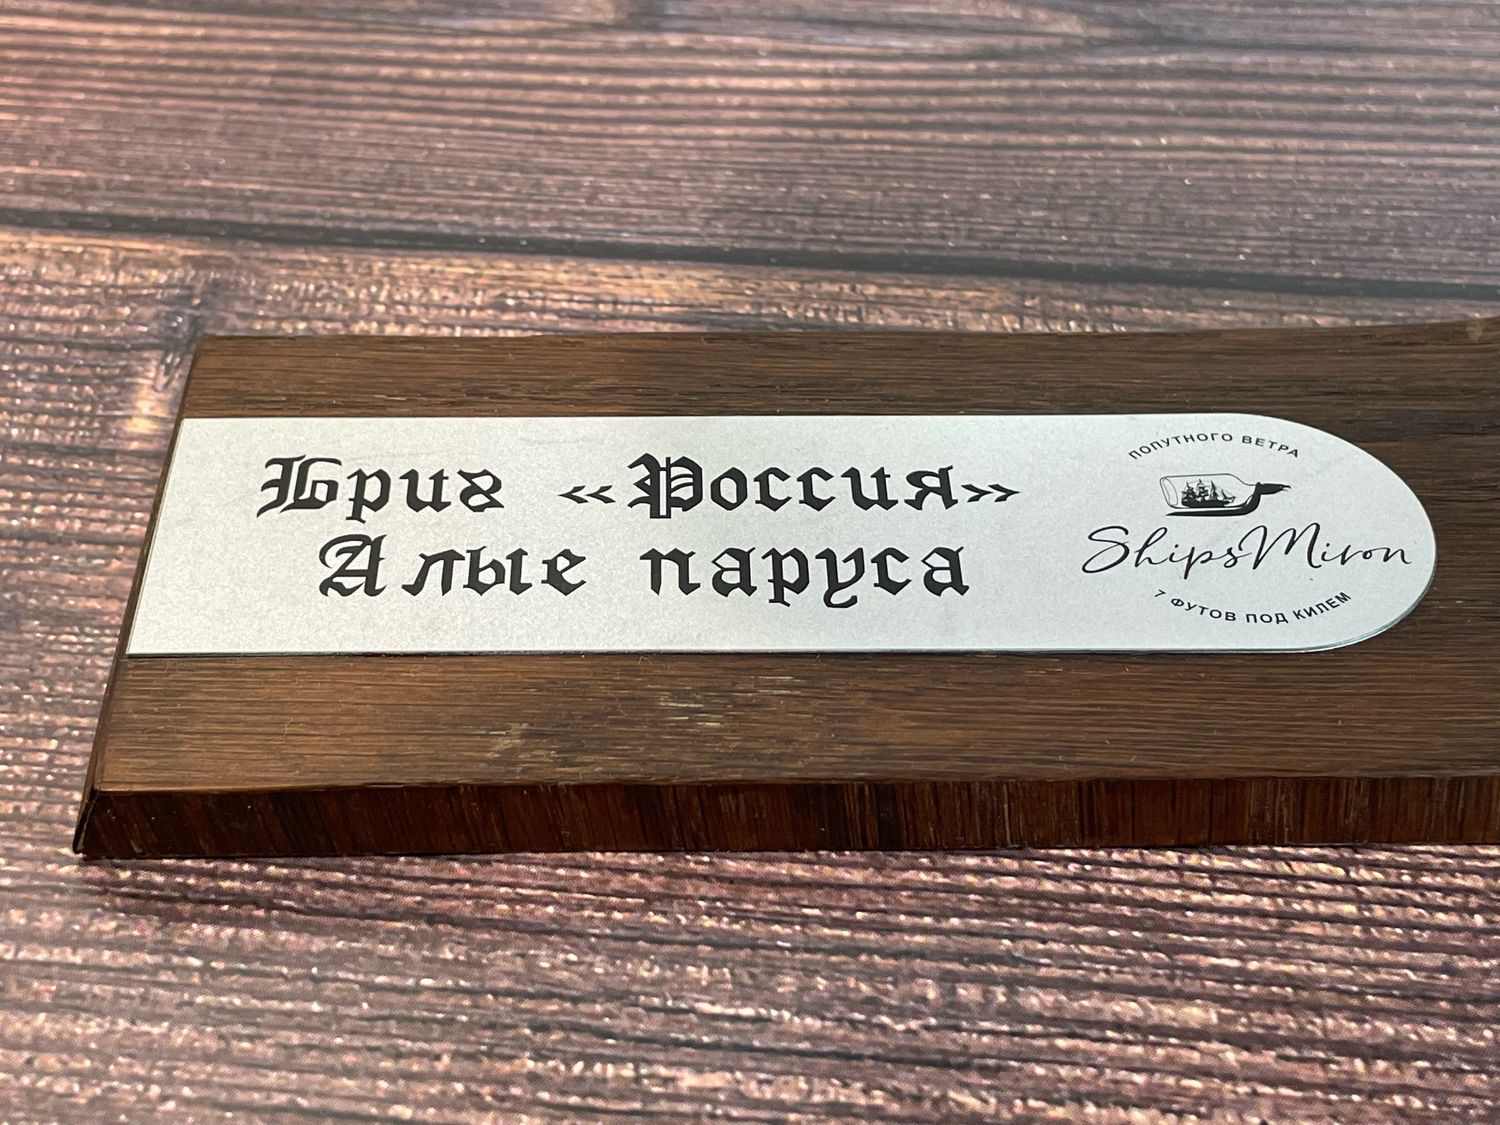 Бриг «Россия»
Алые паруса
ПОПУТНОГО ВЕТРА
ShipsMiron
7 ФУТОВ ПОД КИЛЕМ